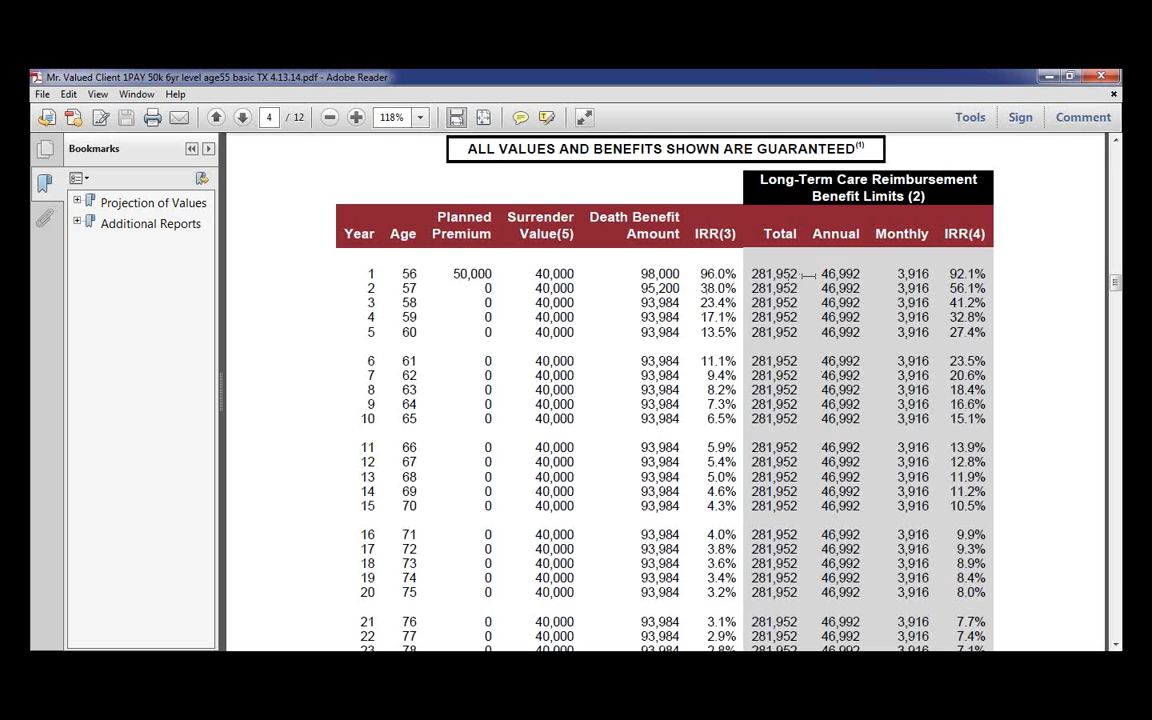 Mr. Valued Client 1PAY 50k 6yr level age55 basic TX 4.13.14.pdf - Adobe Reader
File Edit View Window Help
4 / 12 118% Tools Sign Comment
Bookmarks
Projection of Values
Additional Reports
ALL VALUES AND BENEFITS SHOWN ARE GUARANTEED(1)
Long-Term Care Reimbursement
Benefit Limits (2)
Planned Surrender Death Benefit
Year Age Premium Value(5) Amount IRR(3) Total Annual Monthly IRR(4)
1 56 50,000 40,000 98,000 96.0% 281,952 46,992 3,916 92.1%
2 57 0 40,000 95,200 38.0% 281,952 46,992 3,916 56.1%
3 58 0 40,000 93,984 23.4% 281,952 46,992 3,916 41.2%
4 59 0 40,000 93,984 17.1% 281,952 46,992 3,916 32.8%
5 60 0 40,000 93,984 13.5% 281,952 46,992 3,916 27.4%
6 61 0 40,000 93,984 11.1% 281,952 46,992 3,916 23.5%
7 62 0 40,000 93,984 9.4% 281,952 46,992 3,916 20.6%
8 63 0 40,000 93,984 8.2% 281,952 46,992 3,916 18.4%
9 64 0 40,000 93,984 7.3% 281,952 46,992 3,916 16.6%
10 65 0 40,000 93,984 6.5% 281,952 46,992 3,916 15.1%
11 66 0 40,000 93,984 5.9% 281,952 46,992 3,916 13.9%
12 67 0 40,000 93,984 5.4% 281,952 46,992 3,916 12.8%
13 68 0 40,000 93,984 5.0% 281,952 46,992 3,916 11.9%
14 69 0 40,000 93,984 4.6% 281,952 46,992 3,916 11.2%
15 70 0 40,000 93,984 4.3% 281,952 46,992 3,916 10.5%
16 71 0 40,000 93,984 4.0% 281,952 46,992 3,916 9.9%
17 72 0 40,000 93,984 3.8% 281,952 46,992 3,916 9.3%
18 73 0 40,000 93,984 3.6% 281,952 46,992 3,916 8.9%
19 74 0 40,000 93,984 3.4% 281,952 46,992 3,916 8.4%
20 75 0 40,000 93,984 3.2% 281,952 46,992 3,916 8.0%
21 76 0 40,000 93,984 3.1% 281,952 46,992 3,916 7.7%
22 77 0 40,000 93,984 2.9% 281,952 46,992 3,916 7.4%
23 78 0 40,000 93,984 2.8% 281,952 46,992 3,916 7.1%